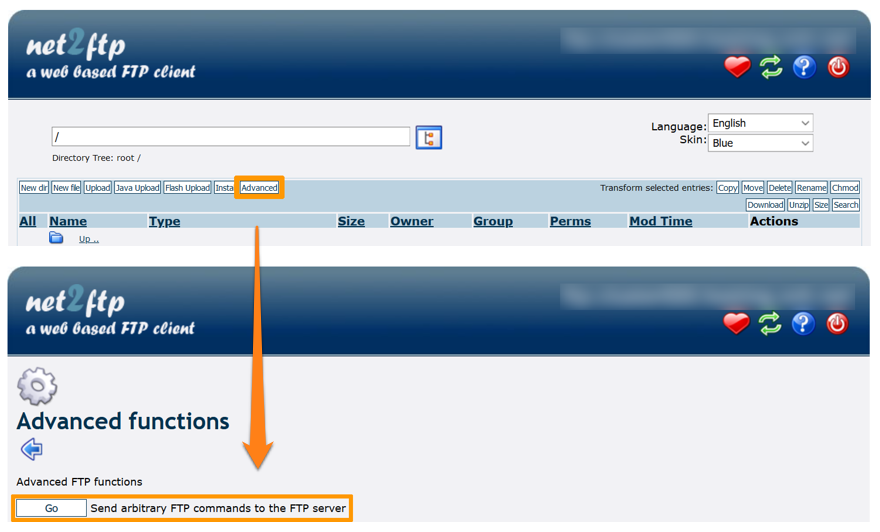 net2ftp
a web based FTP client
/
Directory Tree: root /
Language: English
Skin: Blue
New dir New file Upload Java Upload Flash Upload Insta Advanced
Transform selected entries: Copy Move Delete Rename Chmod
Download Unzip Size Search
All Name Type Size Owner Group Perms Mod Time Actions
Up ..
net2ftp
a web based FTP client
Advanced functions
Advanced FTP functions
Go Send arbitrary FTP commands to the FTP server